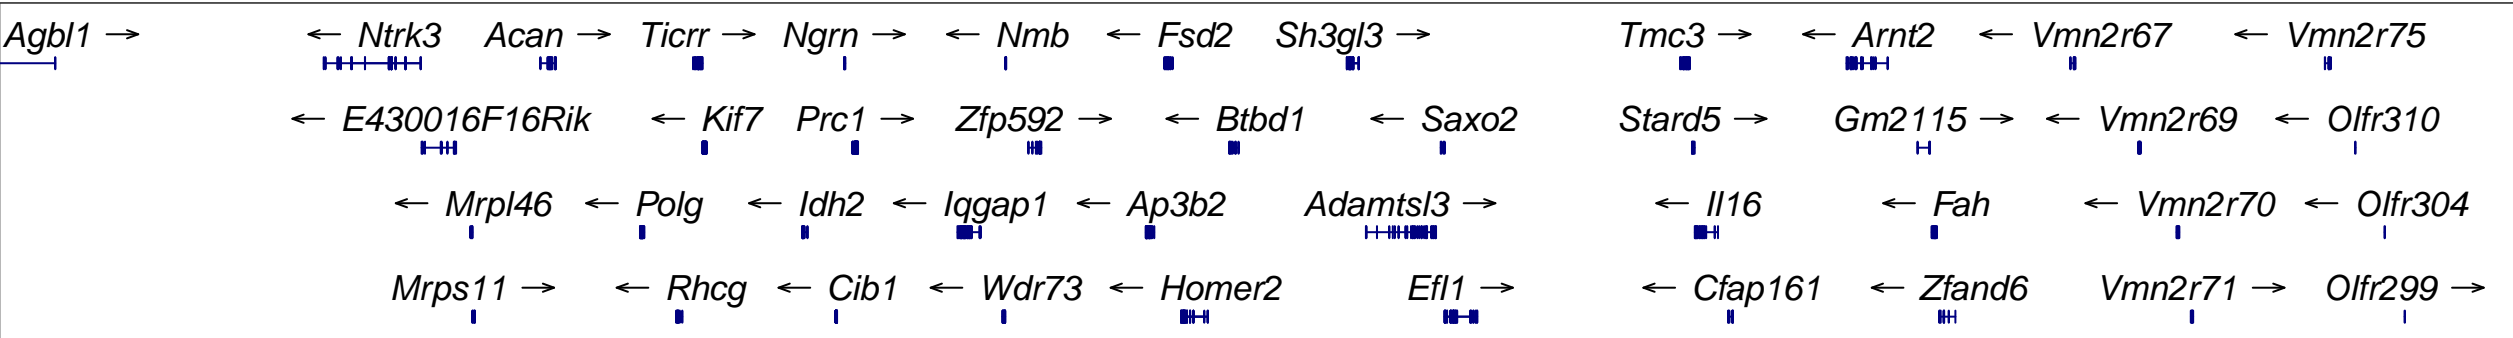 Agbl1 → ← Ntrk3 Acan → Ticrr → Ngrn → ← Nmb ← Fsd2 Sh3gl3 → Tmc3 → ← Arnt2 ← Vmn2r67 ← Vmn2r75
← E430016F16Rik ← Kif7 Prc1 → Zfp592 → ← Btbd1 ← Saxo2 Stard5 → Gm2115 → ← Vmn2r69 ← Olfr310
← Mrpl46 ← Polg ← Idh2 ← Iqgap1 ← Ap3b2 Adamtsl3 → ← Il16 ← Fah ← Vmn2r70 ← Olfr304
Mrps11 → ← Rhcg ← Cib1 ← Wdr73 ← Homer2 Efl1 → ← Cfap161 ← Zfand6 Vmn2r71 → Olfr299 →